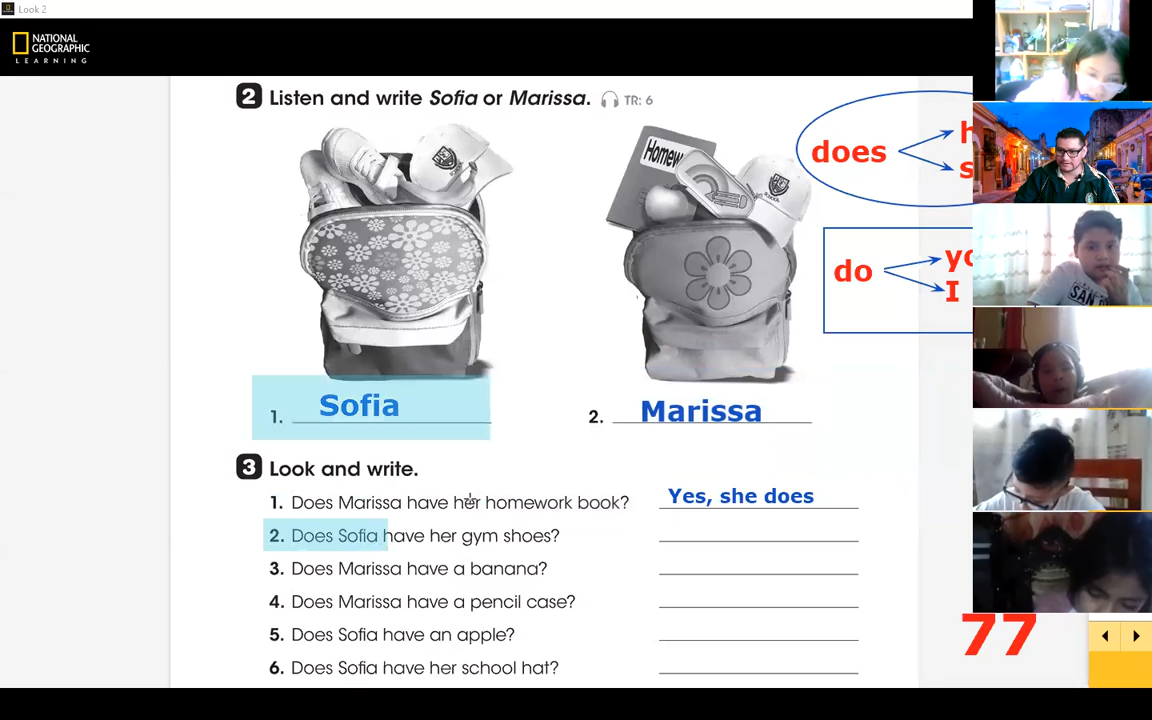 Look 2
NATIONAL
GEOGRAPHIC
LEARNING
2 Listen and write Sofia or Marissa. TR: 6
Homew
SCHOOL
does
h
s
do
yo
I
1. Sofia
2. Marissa
3 Look and write.
1. Does Marissa have her homework book? Yes, she does
2. Does Sofia have her gym shoes?
3. Does Marissa have a banana?
4. Does Marissa have a pencil case?
5. Does Sofia have an apple?
6. Does Sofia have her school hat?
77